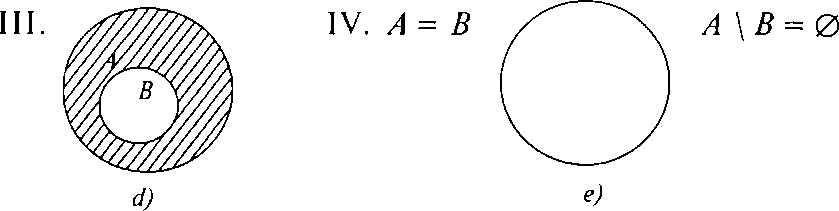 III. IV. A = B A \ B = ∅
A
B
d) e)